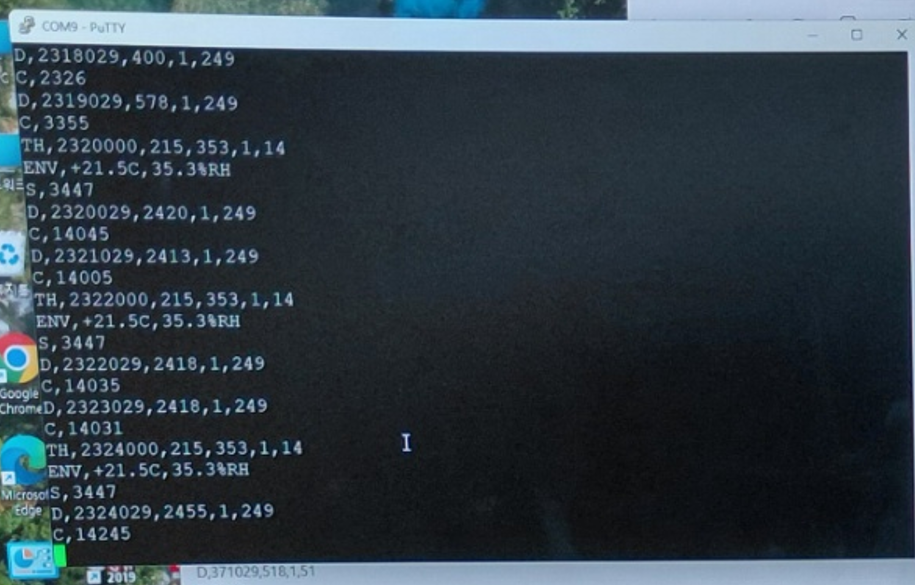 COM9 - PuTTY
D,2318029,400,1,249
C,2326
D,2319029,578,1,249
C,3355
TH,2320000,215,353,1,14
ENV,+21.5C,35.3%RH
S,3447
D,2320029,2420,1,249
C,14045
D,2321029,2413,1,249
C,14005
TH,2322000,215,353,1,14
ENV,+21.5C,35.3%RH
S,3447
D,2322029,2418,1,249
C,14035
D,2323029,2418,1,249
C,14031
TH,2324000,215,353,1,14
ENV,+21.5C,35.3%RH
S,3447
D,2324029,2455,1,249
C,14245
Google
Chrome
Microsof
Edge
2019
D,371029,518,1,51